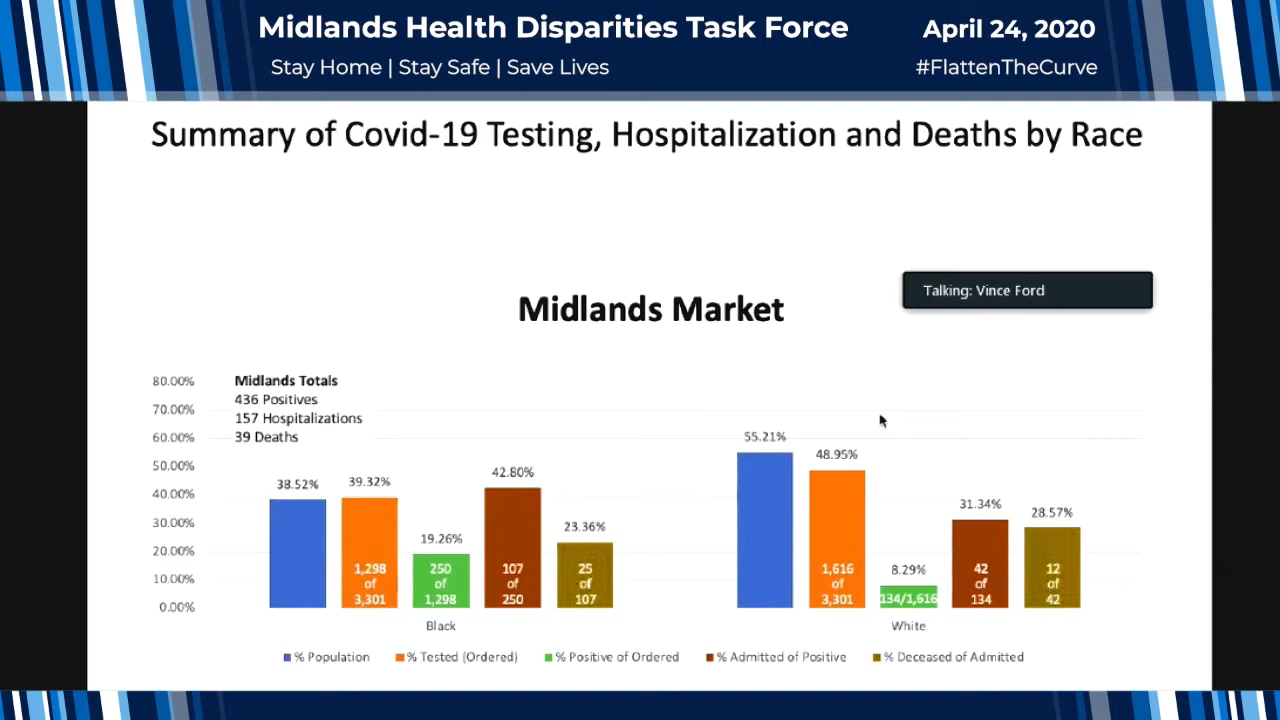 Midlands Health Disparities Task Force
April 24, 2020
Stay Home | Stay Safe | Save Lives
#FlattenTheCurve
Summary of Covid-19 Testing, Hospitalization and Deaths by Race
Talking: Vince Ford
Midlands Market
80.00%
70.00%
60.00%
50.00%
40.00%
30.00%
20.00%
10.00%
0.00%
Midlands Totals
436 Positives
157 Hospitalizations
39 Deaths
38.52%
39.32%
19.26%
42.80%
23.36%
55.21%
48.95%
8.29%
31.34%
28.57%
1,298
of
3,301
250
of
1,298
107
of
250
25
of
107
1,616
of
3,301
134/1,616
42
of
134
12
of
42
Black
White
% Population
% Tested (Ordered)
% Positive of Ordered
% Admitted of Positive
% Deceased of Admitted